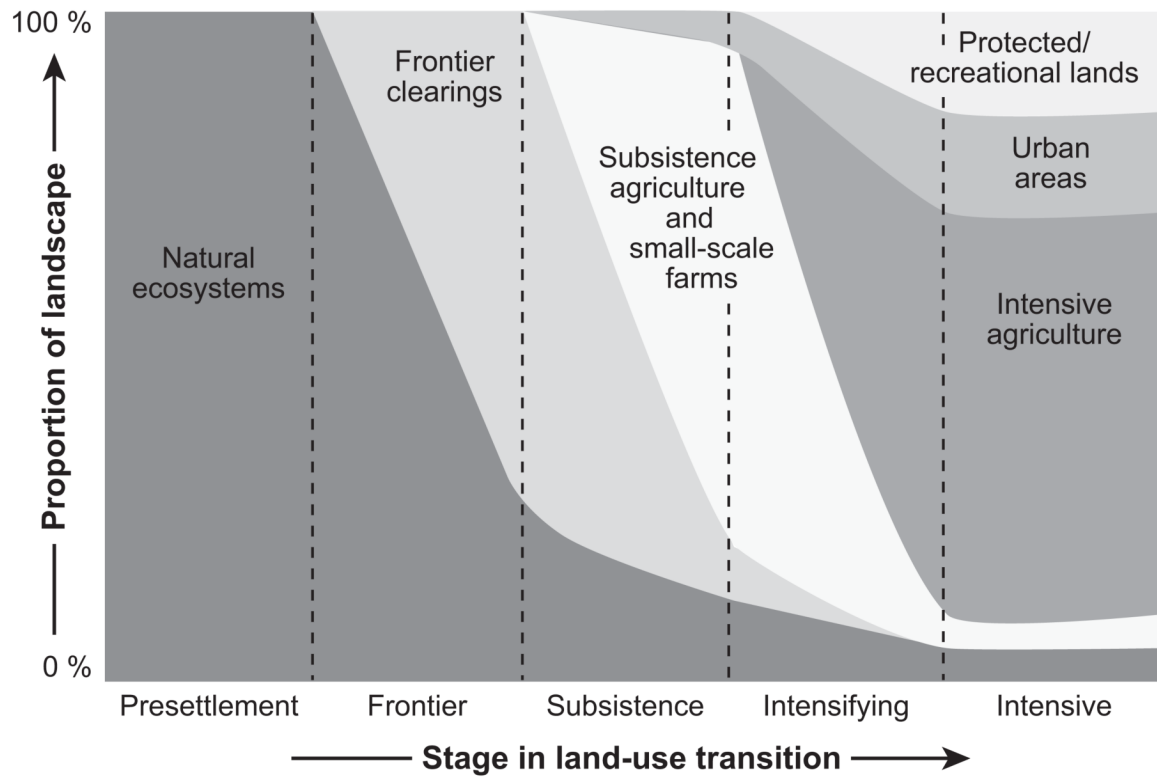 100 %
Proportion of landscape
0 %
Natural
ecosystems
Frontier
clearings
Subsistence
agriculture
and
small-scale
farms
Protected/
recreational lands
Urban
areas
Intensive
agriculture
Presettlement
Frontier
Subsistence
Intensifying
Intensive
Stage in land-use transition